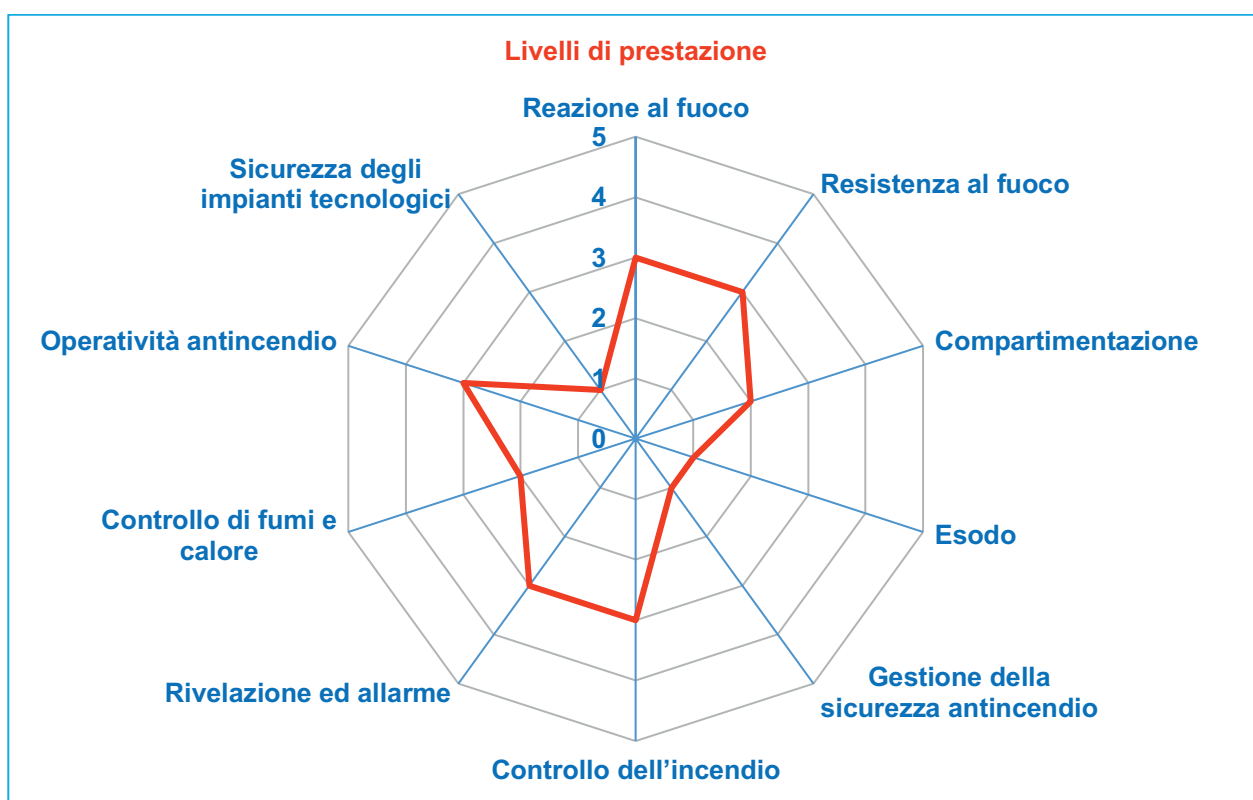 Livelli di prestazione
Reazione al fuoco
5
Sicurezza degli
impianti tecnologici
Resistenza al fuoco
4
3
Operatività antincendio
2
Compartimentazione
1
0
Controllo di fumi e
calore
Esodo
Rivelazione ed allarme
Gestione della
sicurezza antincendio
Controllo dell’incendio